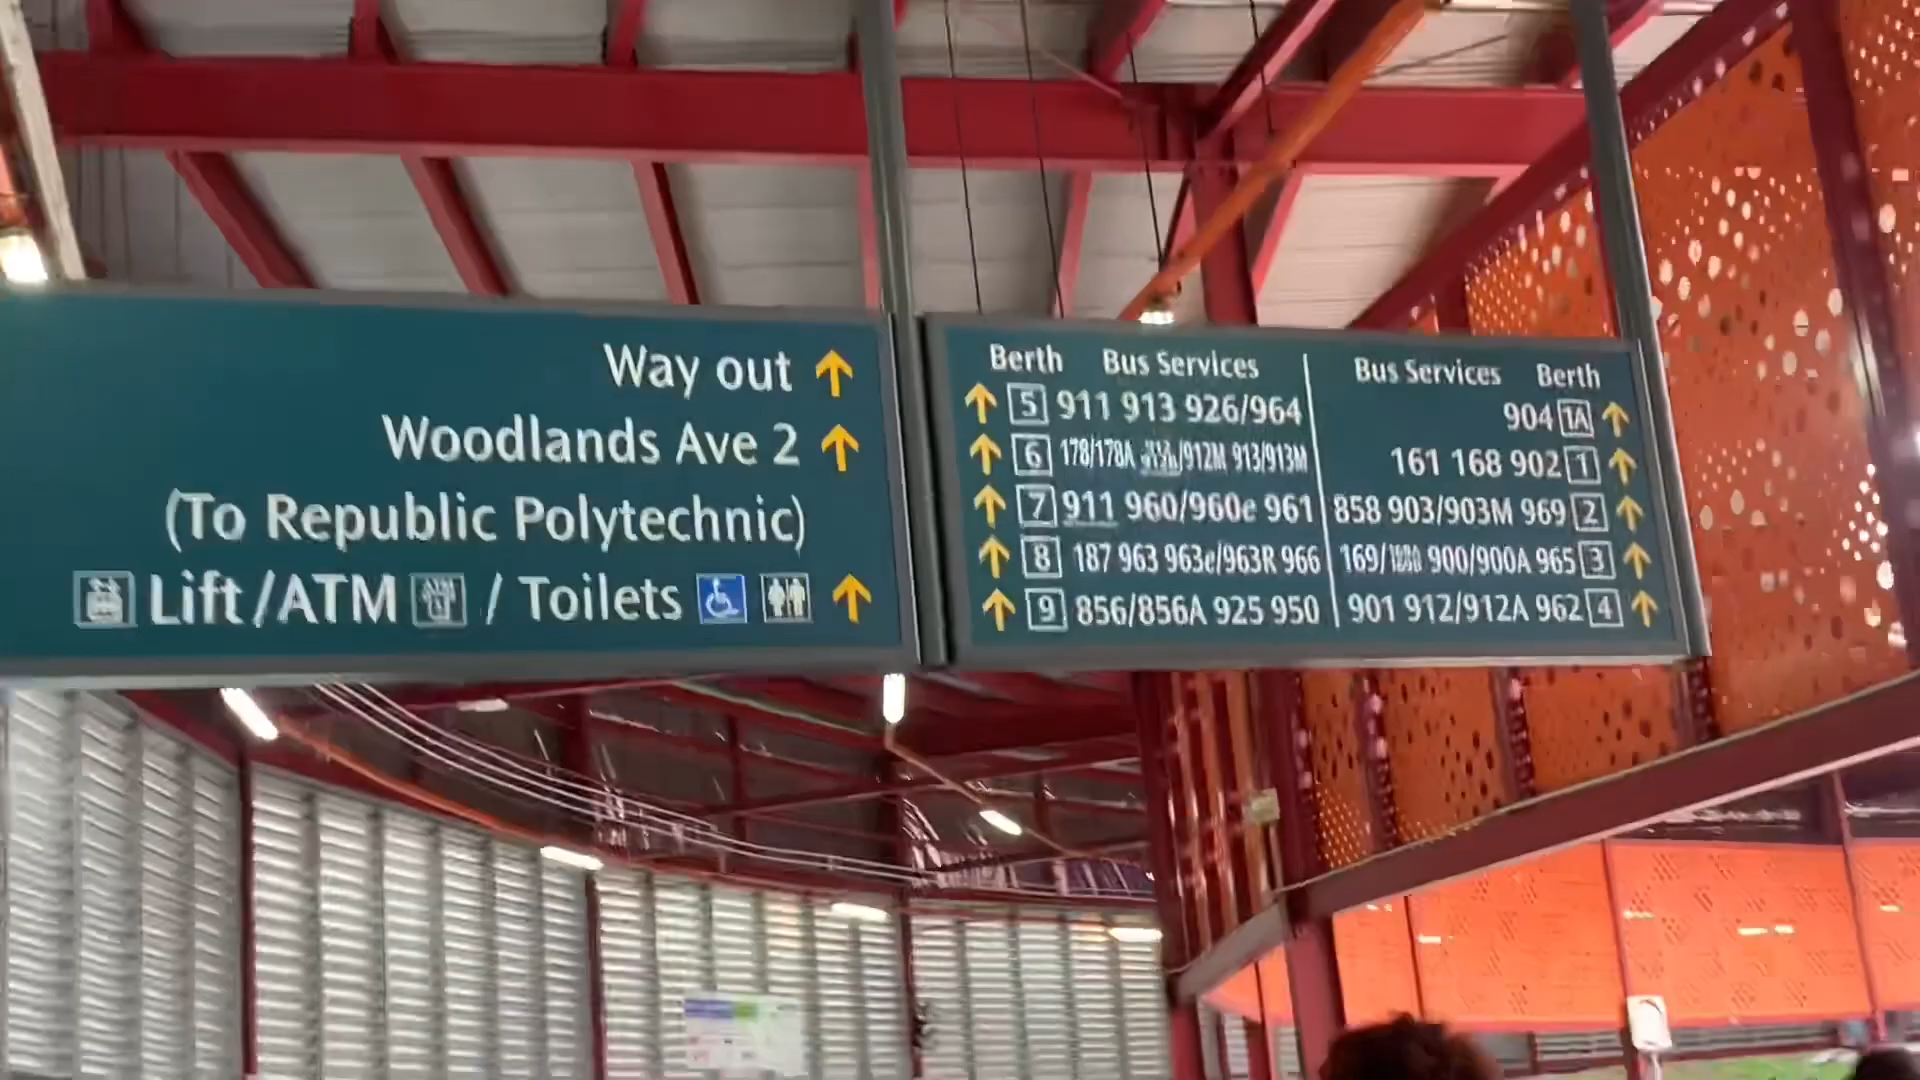 Way out
Woodlands Ave 2
(To Republic Polytechnic)
Lift/ATM / Toilets
Berth Bus Services
5 911 913 926/964
6 178/178A /912M 913/913M
7 911 960/960e 961
8 187 963 963e/963R 966
9 856/856A 925 950
Bus Services Berth
904 1A
161 168 902 1
858 903/903M 969 2
169/ 900/900A 965 3
901 912/912A 962 4